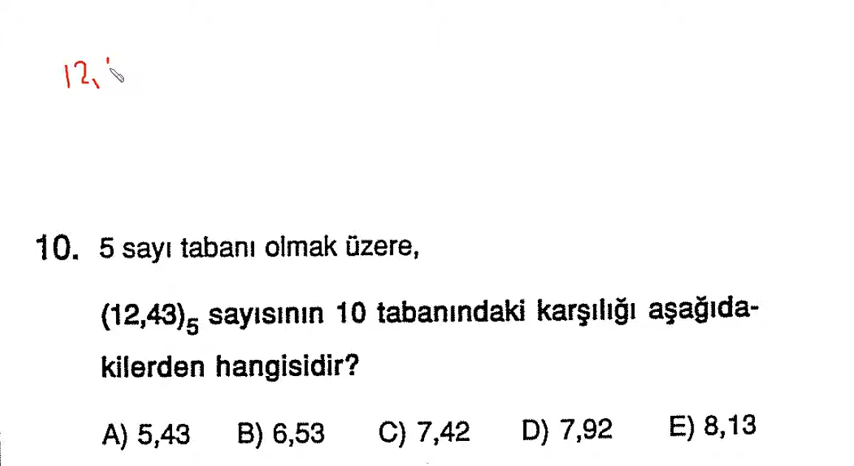 12,
10. 5 sayı tabanı olmak üzere,
(12,43)₅ sayısının 10 tabanındaki karşılığı aşağıda-
kilerden hangisidir?
A) 5,43 B) 6,53 C) 7,42 D) 7,92 E) 8,13